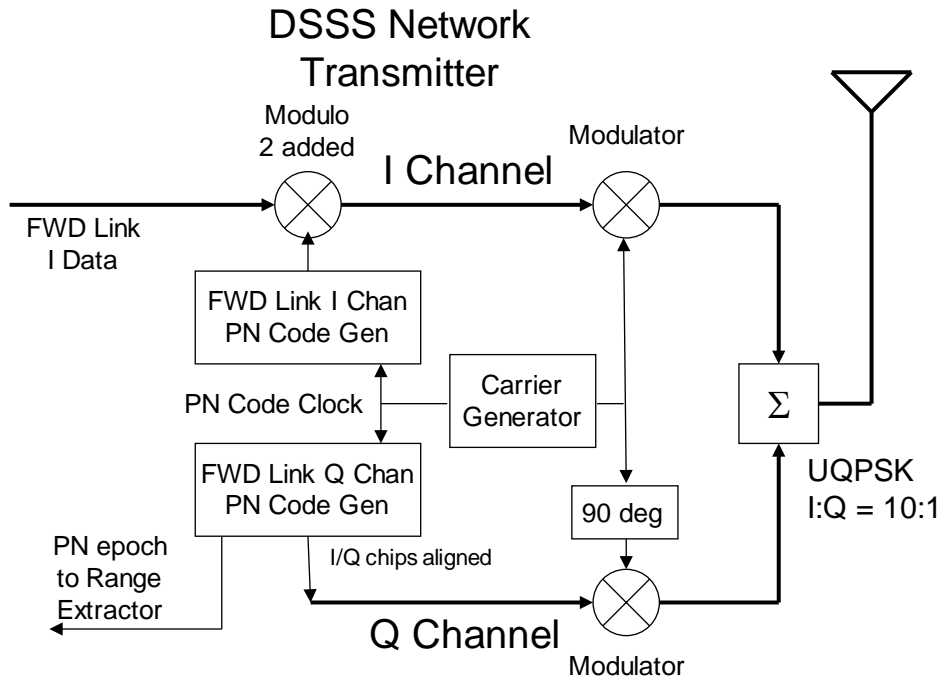 DSSS Network
Transmitter
Modulo
2 added
I Channel
Modulator
FWD Link
I Data
FWD Link I Chan
PN Code Gen
PN Code Clock
Carrier
Generator
Σ
FWD Link Q Chan
PN Code Gen
UQPSK
I:Q = 10:1
90 deg
PN epoch
to Range
Extractor
I/Q chips aligned
Q Channel
Modulator